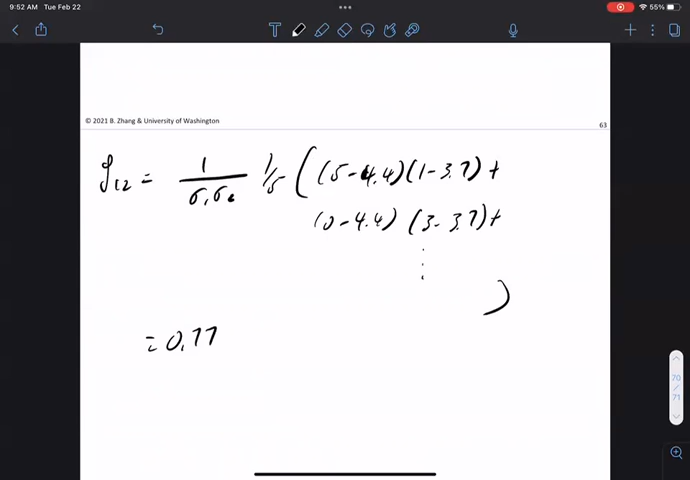 9:52 AM Tue Feb 22
55%
© 2021 B. Zhang & University of Washington
63
ρ₁₂ = 1/(σ₁σ₂) 1/5 ( (5-4.4)(1-3.7) +
(0-4.4) (3-3.7) +
⋮
)
= 0.77
70
/
71